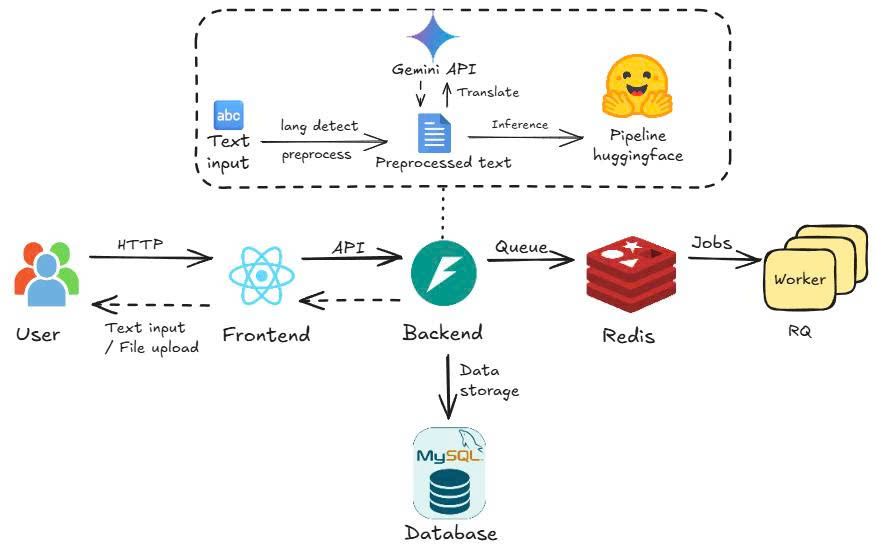 Gemini API
Translate
abc
Text
input
lang detect
preprocess
Preprocessed text
Inference
Pipeline
huggingface
HTTP
API
Queue
Jobs
Worker
User
Text input
/ File upload
Frontend
Backend
Redis
RQ
Data
storage
MySQL
Database